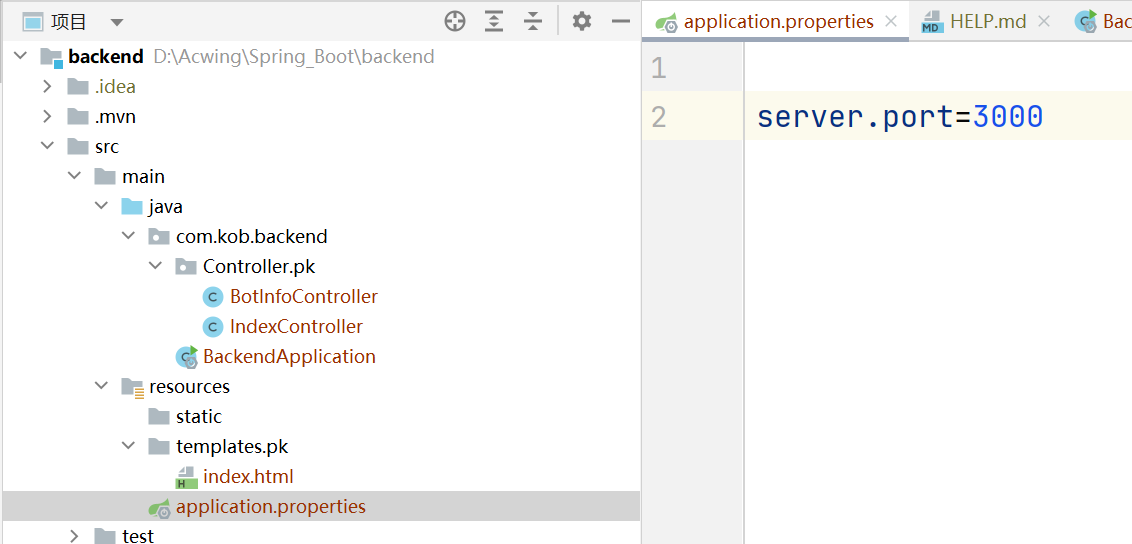 项目
backend D:\Acwing\Spring_Boot\backend
.idea
.mvn
src
main
java
com.kob.backend
Controller.pk
BotInfoController
IndexController
BackendApplication
resources
static
templates.pk
index.html
application.properties
test
application.properties HELP.md Bac
1
2 server.port=3000